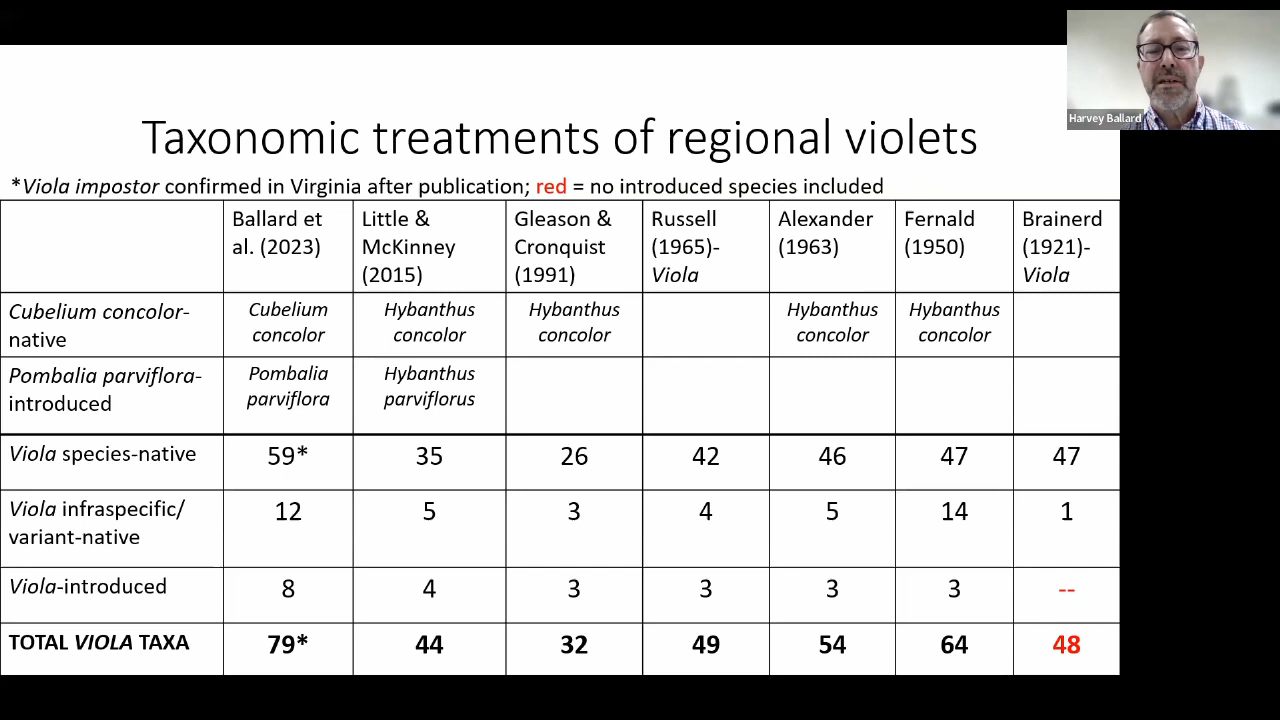 Harvey Ballard
Taxonomic treatments of regional violets
*Viola impostor confirmed in Virginia after publication; red = no introduced species included
Ballard et al. (2023)
Little & McKinney (2015)
Gleason & Cronquist (1991)
Russell (1965)-Viola
Alexander (1963)
Fernald (1950)
Brainerd (1921)-Viola
Cubelium concolor-native
Cubelium concolor
Hybanthus concolor
Hybanthus concolor
Hybanthus concolor
Hybanthus concolor
Pombalia parviflora-introduced
Pombalia parviflora
Hybanthus parviflorus
Viola species-native 59* 35 26 42 46 47 47
Viola infraspecific/variant-native 12 5 3 4 5 14 1
Viola-introduced 8 4 3 3 3 3 --
TOTAL VIOLA TAXA 79* 44 32 49 54 64 48